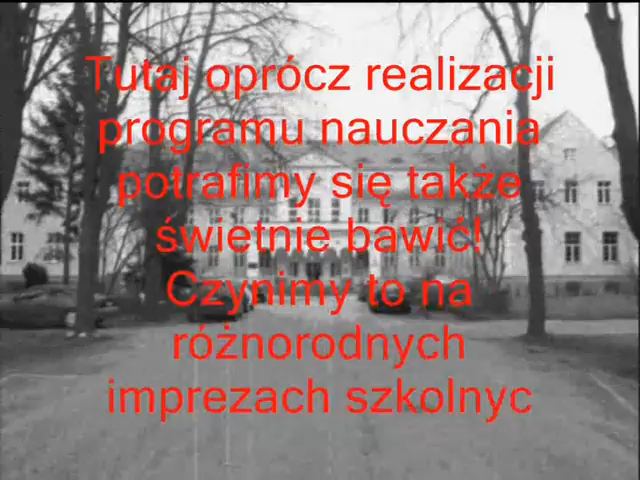 Tutaj oprócz realizacji
programu nauczania
potrafimy się także
świetnie bawić!
Czynimy to na
różnorodnych
imprezach szkolnyc